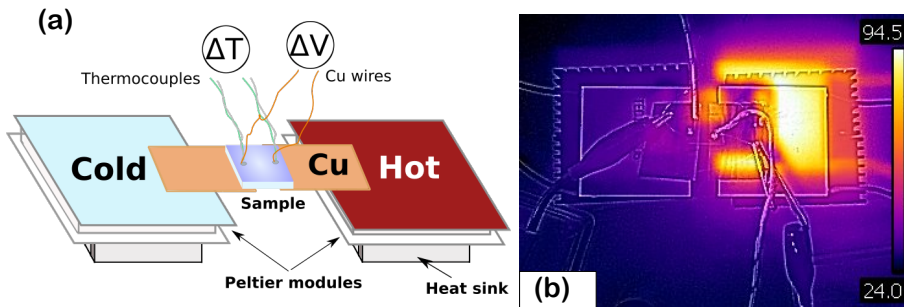 (a)
ΔT
ΔV
Thermocouples
Cu wires
Cold
Cu
Hot
Sample
Peltier modules
Heat sink
94.5
(b)
24.0